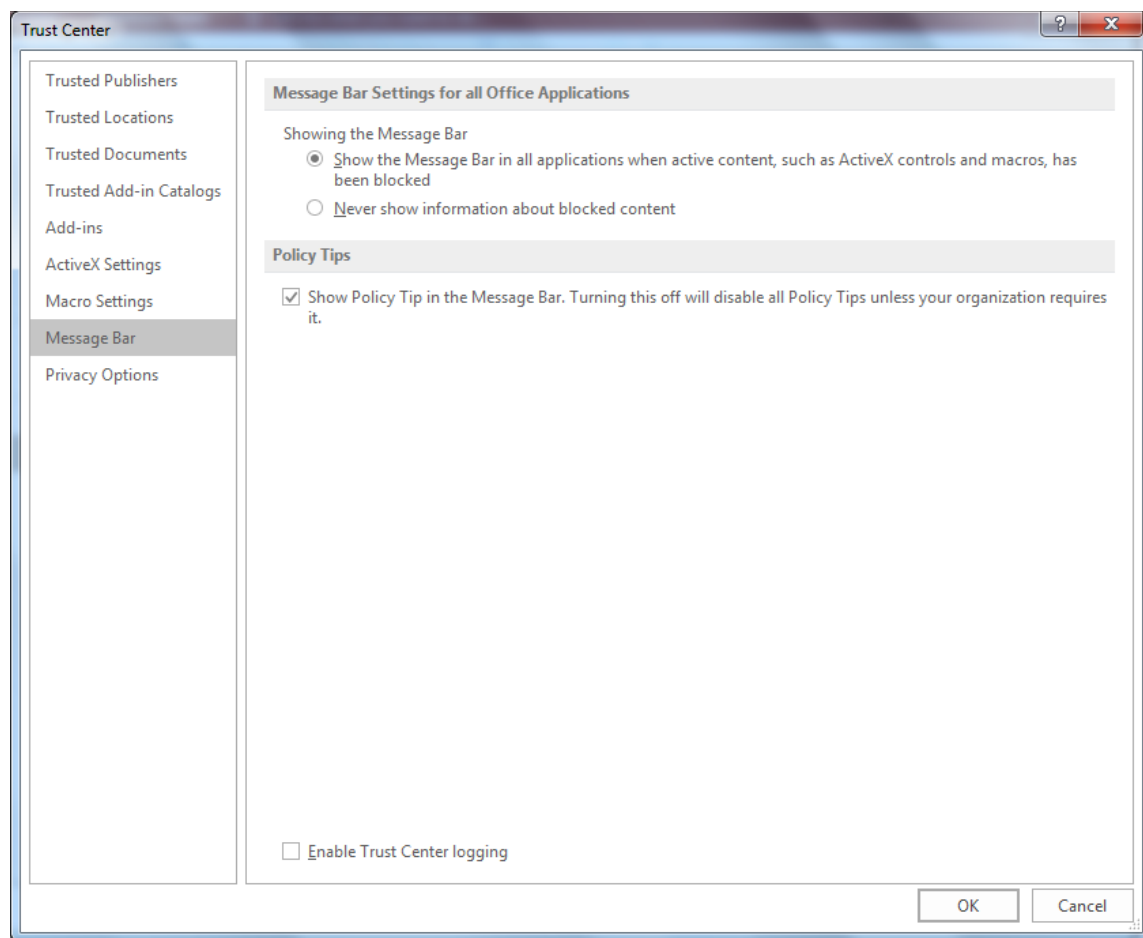 Trust Center
Trusted Publishers
Trusted Locations
Trusted Documents
Trusted Add-in Catalogs
Add-ins
ActiveX Settings
Macro Settings
Message Bar
Privacy Options
Message Bar Settings for all Office Applications
Showing the Message Bar
Show the Message Bar in all applications when active content, such as ActiveX controls and macros, has
been blocked
Never show information about blocked content
Policy Tips
Show Policy Tip in the Message Bar. Turning this off will disable all Policy Tips unless your organization requires
it.
Enable Trust Center logging
OK
Cancel